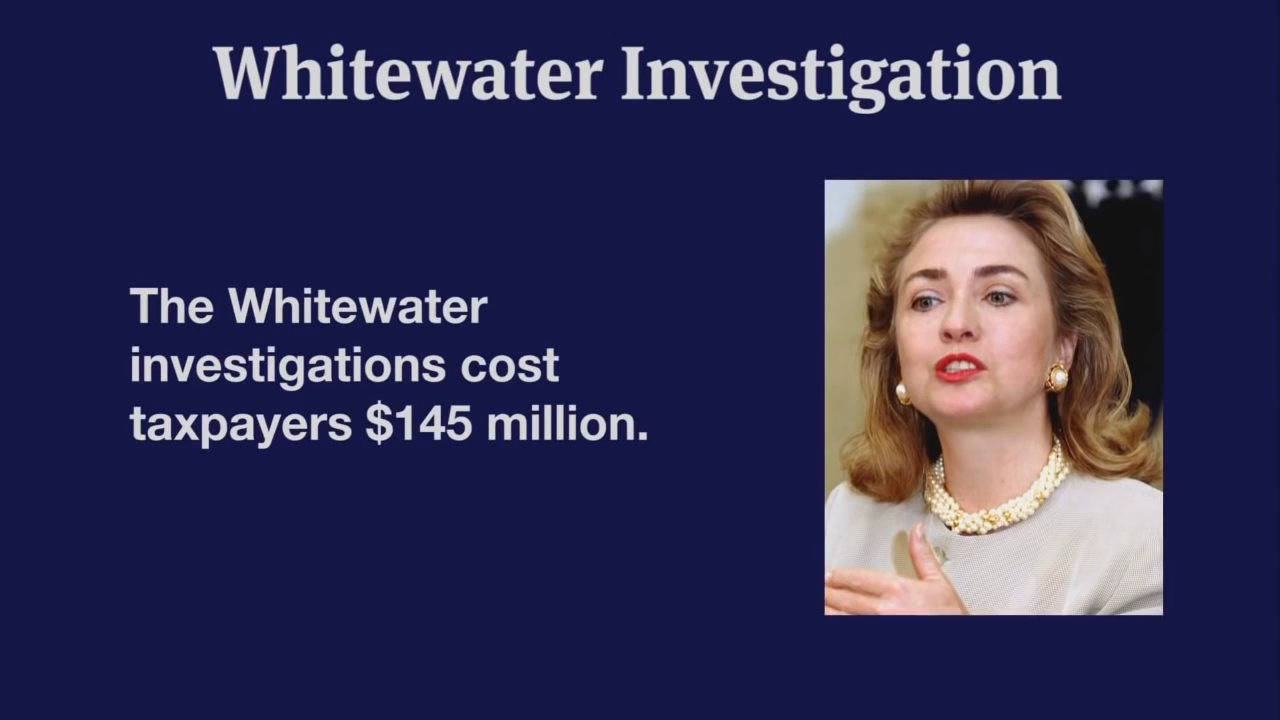 Whitewater Investigation
The Whitewater
investigations cost
taxpayers $145 million.